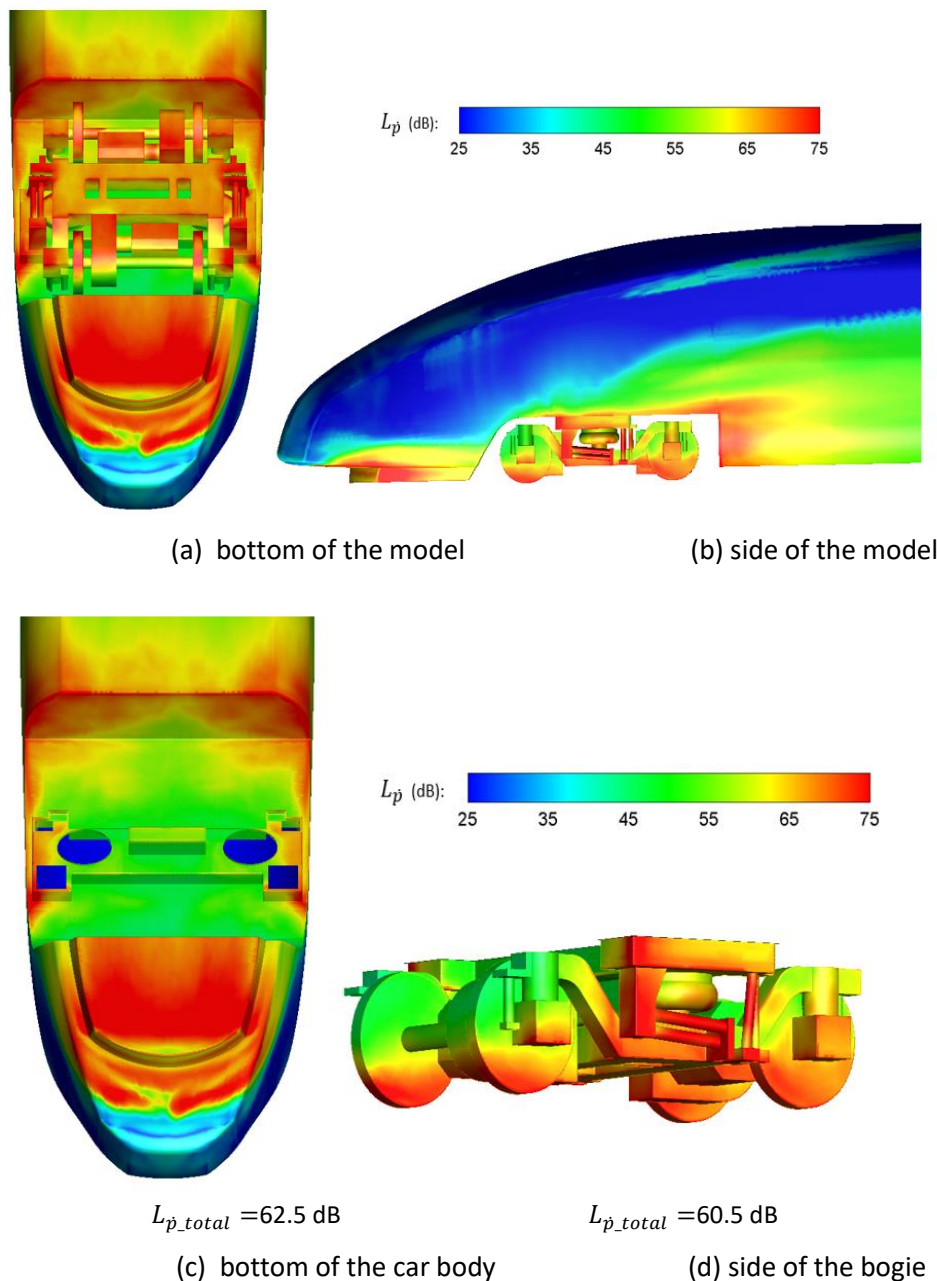 L_ṗ (dB):
25 35 45 55 65 75
(a) bottom of the model (b) side of the model
L_ṗ (dB):
25 35 45 55 65 75
L_ṗ_total =62.5 dB L_ṗ_total =60.5 dB
(c) bottom of the car body (d) side of the bogie